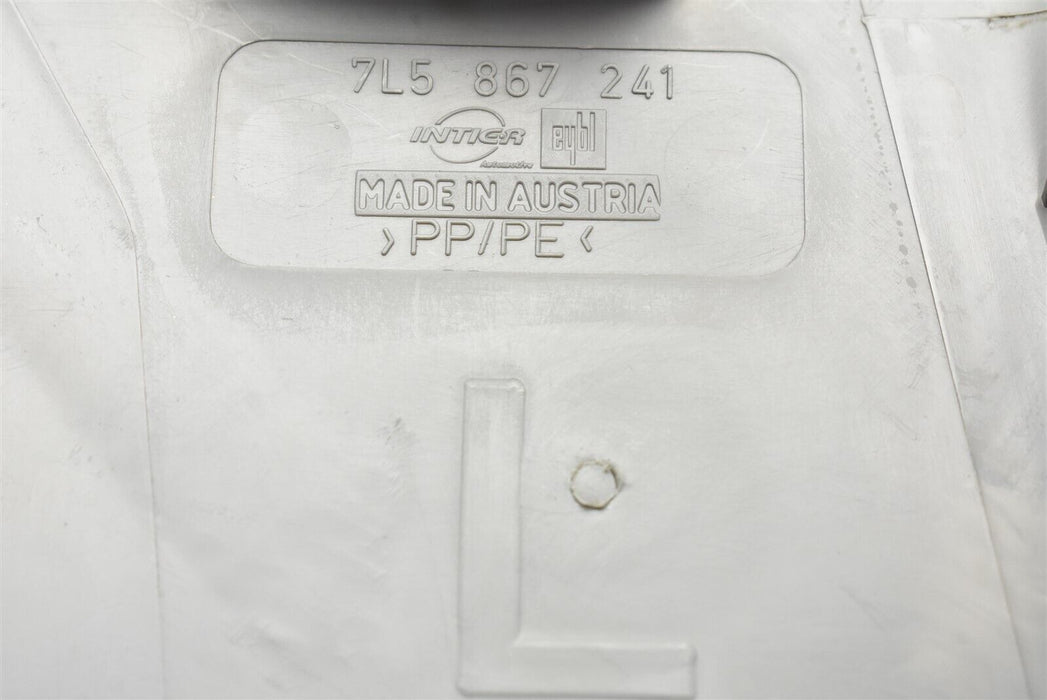 7L5 867 241
INTIER eybl
Automotive
MADE IN AUSTRIA
>PP/PE<
L